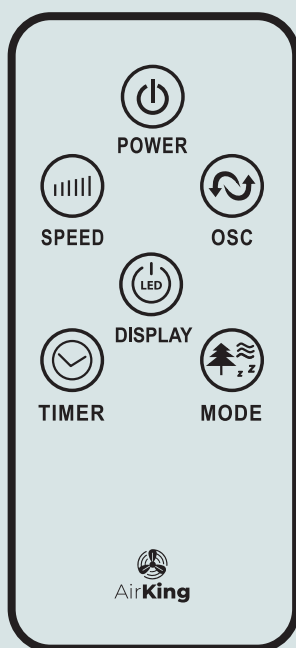 POWER
SPEED
OSC
LED
DISPLAY
z z
TIMER
MODE
AirKing